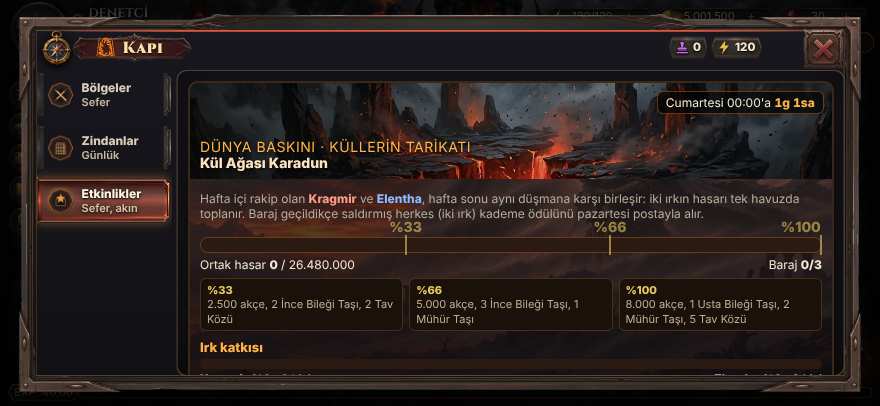 DENETCİ
KAPI
0
120
Bölgeler
Sefer
Zindanlar
Günlük
Etkinlikler
Sefer, akın
Cumartesi 00:00'a 1g 1sa
DÜNYA BASKINI · KÜLLERİN TARİKATI
Kül Ağası Karadun
Hafta içi rakip olan Kragmir ve Elentha, hafta sonu aynı düşmana karşı birleşir: iki ırkın hasarı tek havuzda
toplanır. Baraj geçildikçe saldırmış herkes (iki ırk) kademe ödülünü pazartesi postayla alır.
%33 %66 %100
Ortak hasar 0 / 26.480.000 Baraj 0/3
%33
2.500 akçe, 2 İnce Bileği Taşı, 2 Tav
Közü
%66
5.000 akçe, 3 İnce Bileği Taşı, 1
Mühür Taşı
%100
8.000 akçe, 1 Usta Bileği Taşı, 2
Mühür Taşı, 5 Tav Közü
Irk katkısı